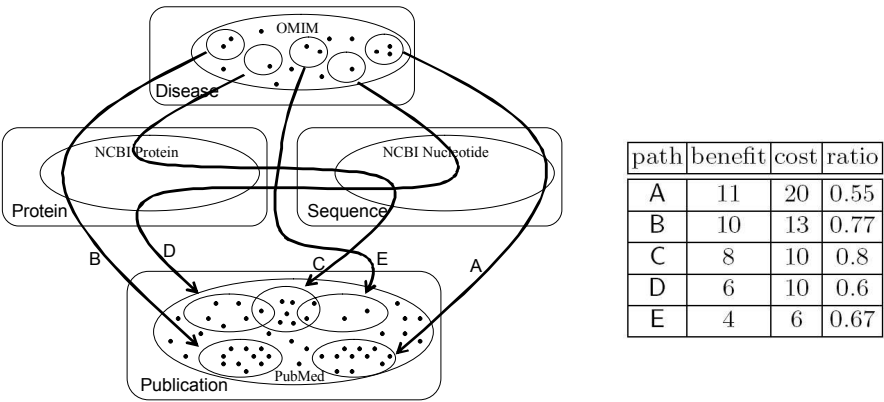 OMIM
Disease
NCBI Protein
NCBI Nucleotide
Protein
Sequence
B
D
C
E
A
PubMed
Publication
path benefit cost ratio
A 11 20 0.55
B 10 13 0.77
C 8 10 0.8
D 6 10 0.6
E 4 6 0.67